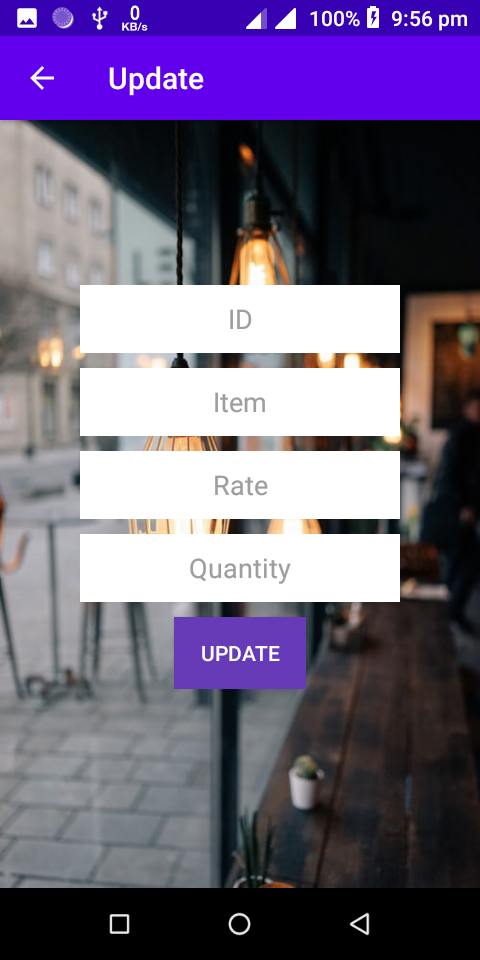 0
KB/s
100%
9:56 pm
Update
ID
Item
Rate
Quantity
UPDATE